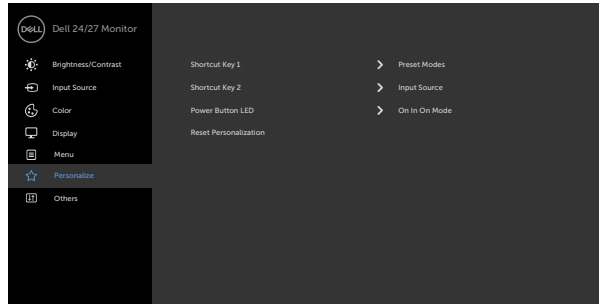 DELL
Dell 24/27 Monitor
Brightness/Contrast
Input Source
Color
Display
Menu
Personalize
Others
Shortcut Key 1 Preset Modes
Shortcut Key 2 Input Source
Power Button LED On In On Mode
Reset Personalization